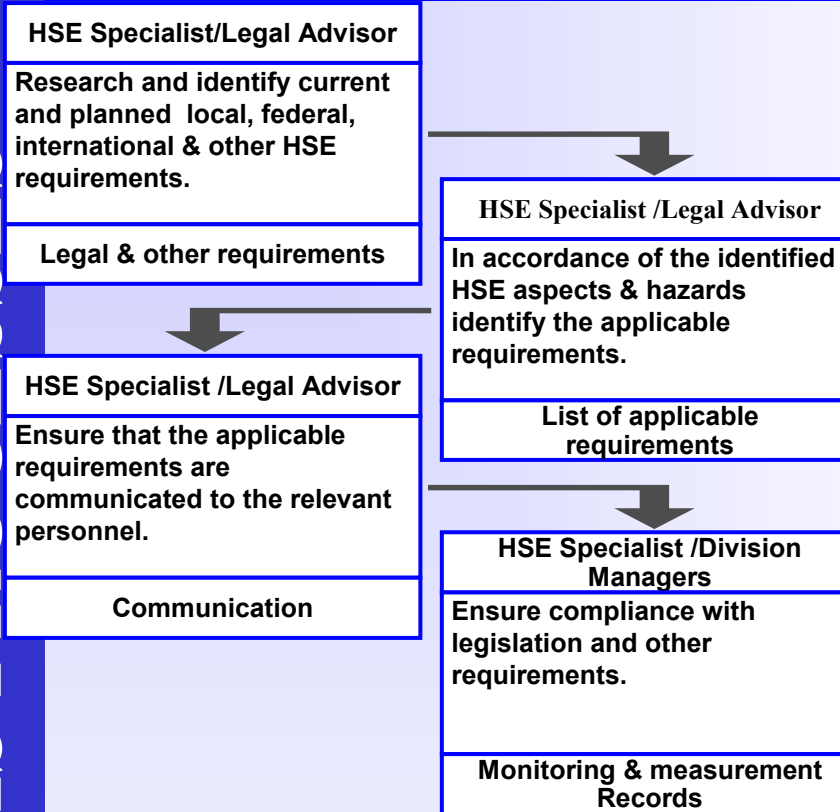 HSE Specialist/Legal Advisor
Research and identify current
and planned local, federal,
international & other HSE
requirements.
Legal & other requirements
HSE Specialist /Legal Advisor
In accordance of the identified
HSE aspects & hazards
identify the applicable
requirements.
List of applicable
requirements
HSE Specialist /Legal Advisor
Ensure that the applicable
requirements are
communicated to the relevant
personnel.
Communication
HSE Specialist /Division
Managers
Ensure compliance with
legislation and other
requirements.
Monitoring & measurement
Records